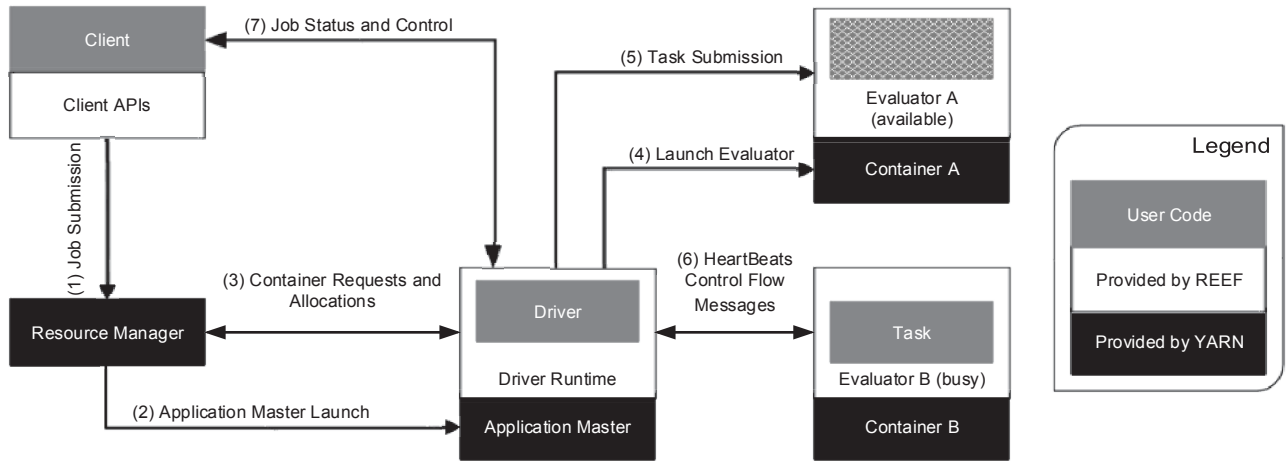 Client
Client APIs
(7) Job Status and Control
(5) Task Submission
Evaluator A
(available)
(4) Launch Evaluator
Container A
Legend
User Code
Provided by REEF
Provided by YARN
(1) Job Submission
(3) Container Requests and
Allocations
(6) HeartBeats
Control Flow
Messages
Resource Manager
Driver
Driver Runtime
Task
Evaluator B (busy)
(2) Application Master Launch
Application Master
Container B